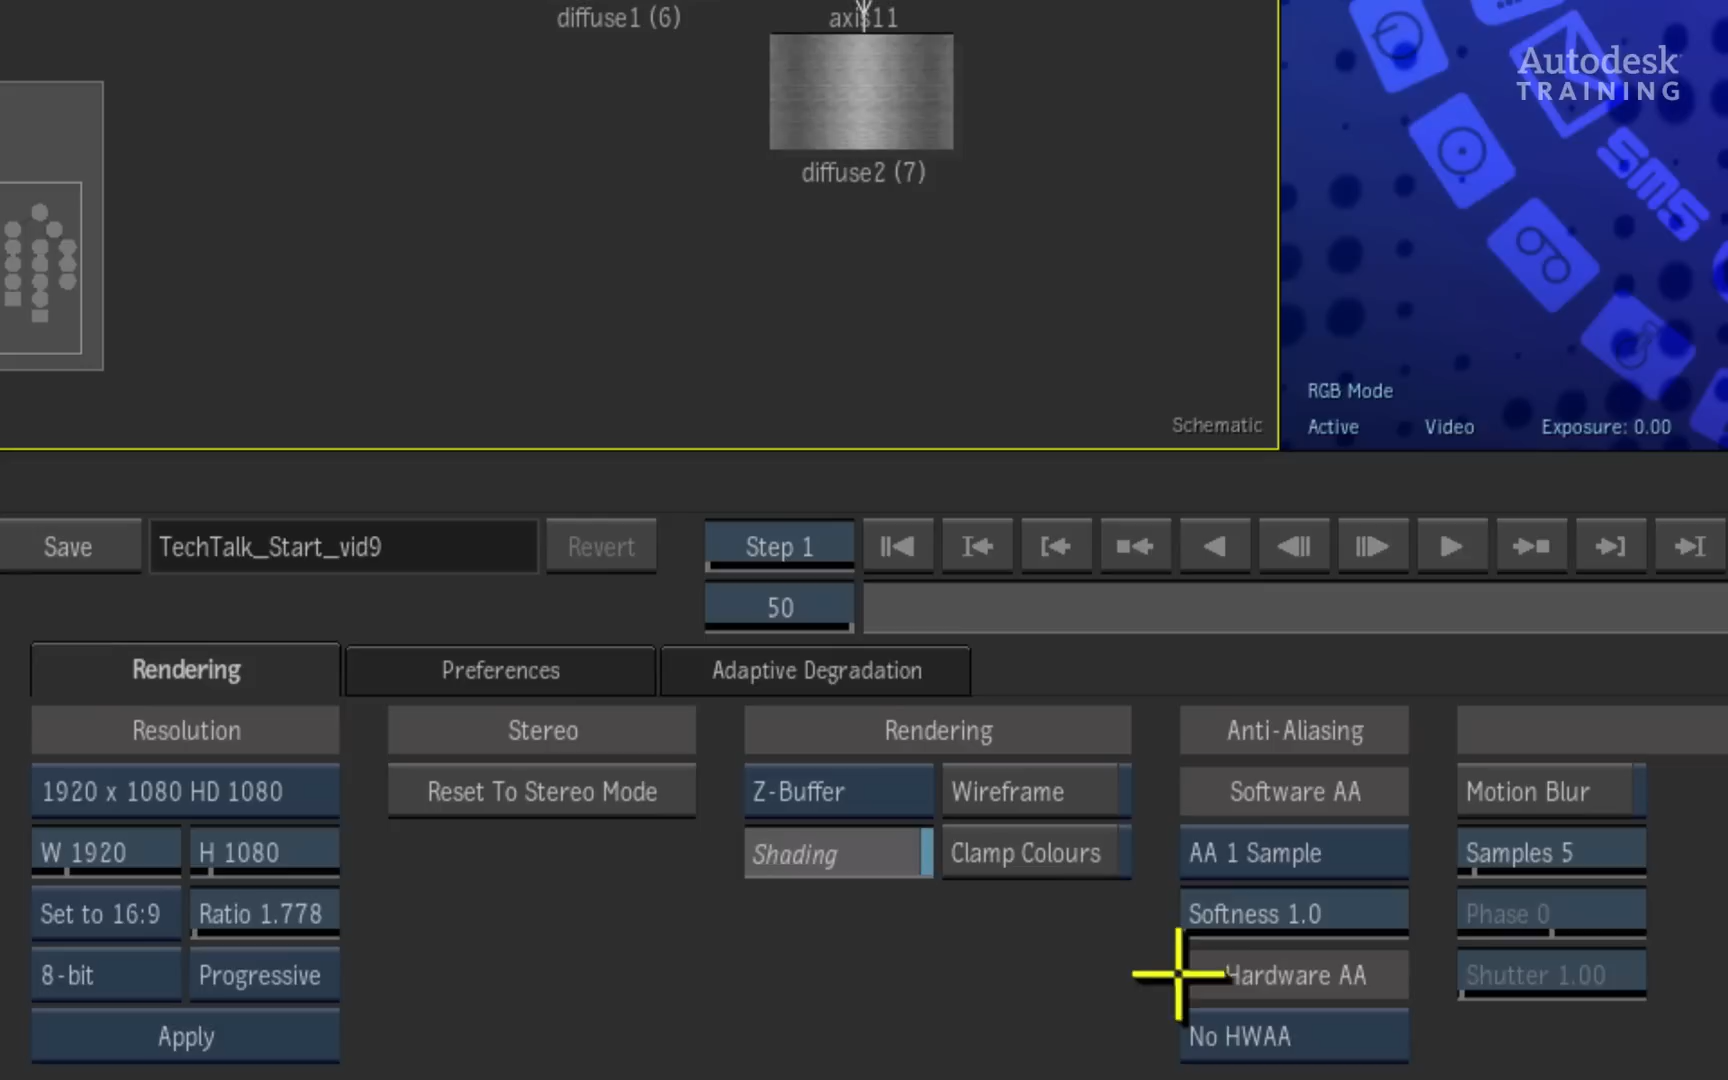 diffuse1 (6)
axis11
diffuse2 (7)
Autodesk
TRAINING
SMS
RGB Mode
Schematic
Active Video Exposure: 0.00
Save TechTalk_Start_vid9 Revert Step 1
50
Rendering Preferences Adaptive Degradation
Resolution Stereo Rendering Anti-Aliasing
1920 x 1080 HD 1080 Reset To Stereo Mode Z-Buffer Wireframe Software AA Motion Blur
W 1920 H 1080 Shading Clamp Colours AA 1 Sample Samples 5
Set to 16:9 Ratio 1.778 Softness 1.0 Phase 0
8-bit Progressive Hardware AA Shutter 1.00
Apply No HWAA